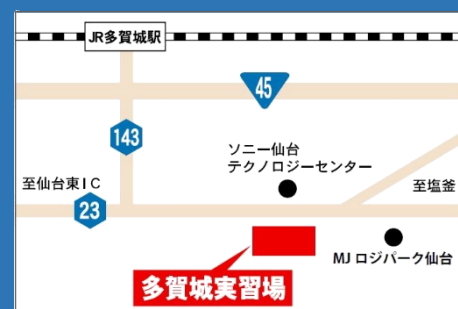 JR多賀城駅
45
143
ソニー仙台
テクノロジーセンター
至仙台東IC
至塩釜
23
MJ ロジパーク仙台
多賀城実習場